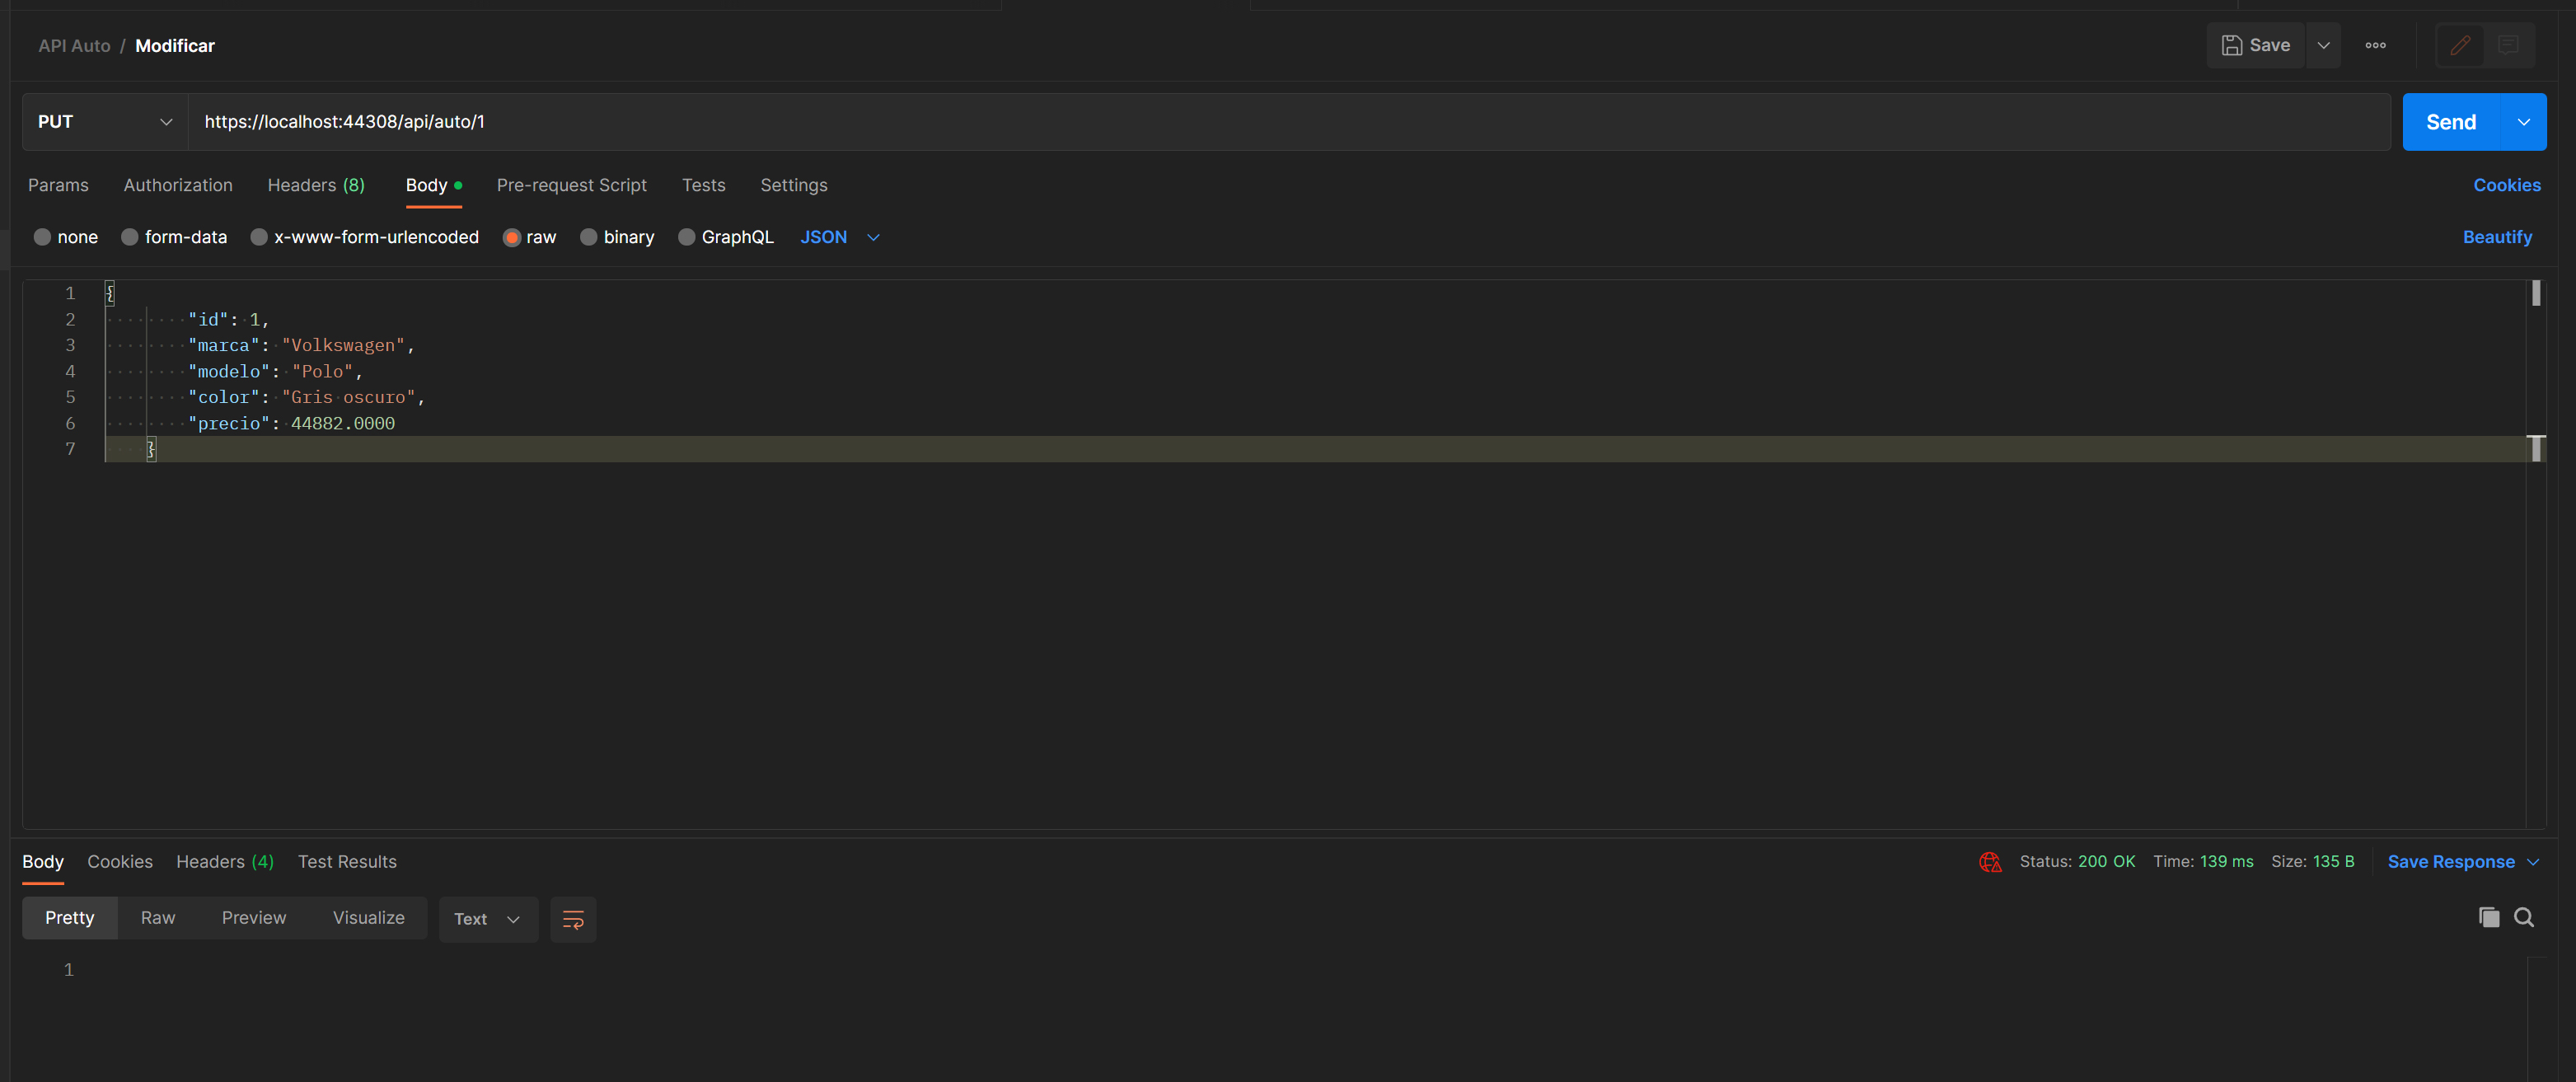 API Auto / Modificar
Save
PUT https://localhost:44308/api/auto/1 Send
Params Authorization Headers (8) Body Pre-request Script Tests Settings Cookies
none form-data x-www-form-urlencoded raw binary GraphQL JSON Beautify
1 {
2 "id": 1,
3 "marca": "Volkswagen",
4 "modelo": "Polo",
5 "color": "Gris oscuro",
6 "precio": 44882.0000
7 }
Body Cookies Headers (4) Test Results Status: 200 OK Time: 139 ms Size: 135 B Save Response
Pretty Raw Preview Visualize Text
1